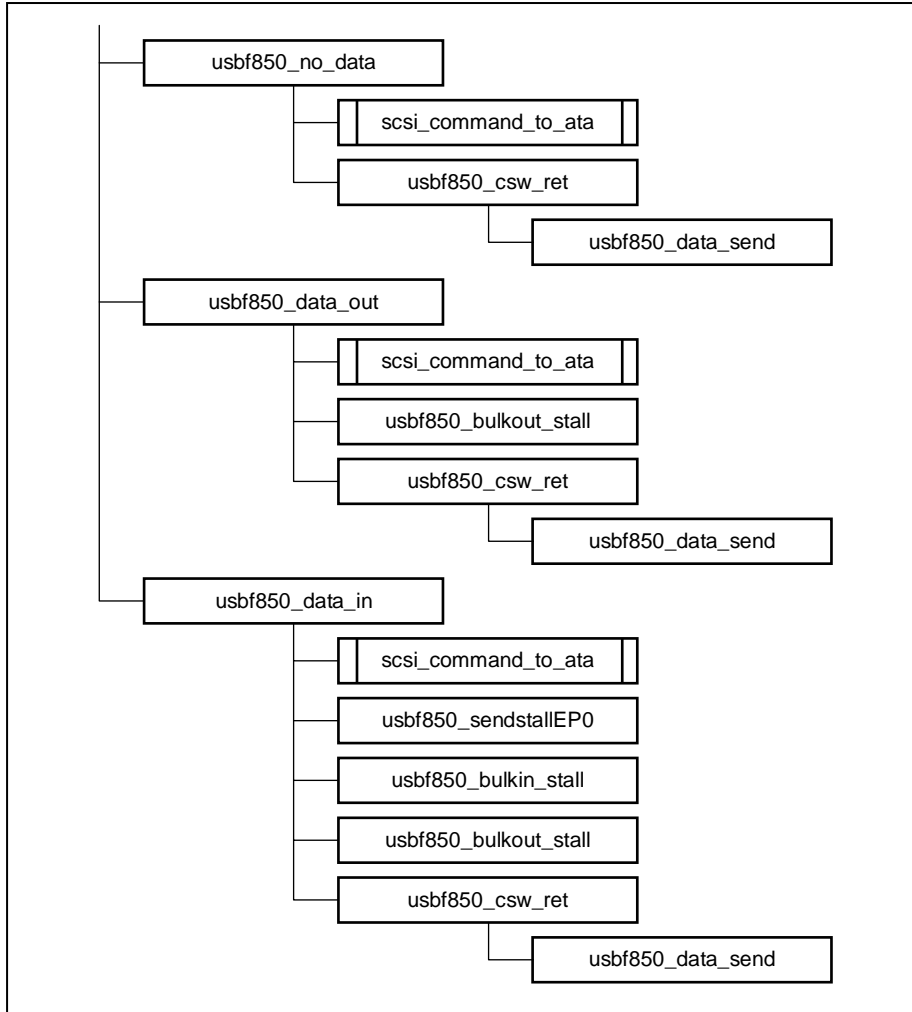 usbf850_no_data
scsi_command_to_ata
usbf850_csw_ret
usbf850_data_send
usbf850_data_out
scsi_command_to_ata
usbf850_bulkout_stall
usbf850_csw_ret
usbf850_data_send
usbf850_data_in
scsi_command_to_ata
usbf850_sendstallEP0
usbf850_bulkin_stall
usbf850_bulkout_stall
usbf850_csw_ret
usbf850_data_send